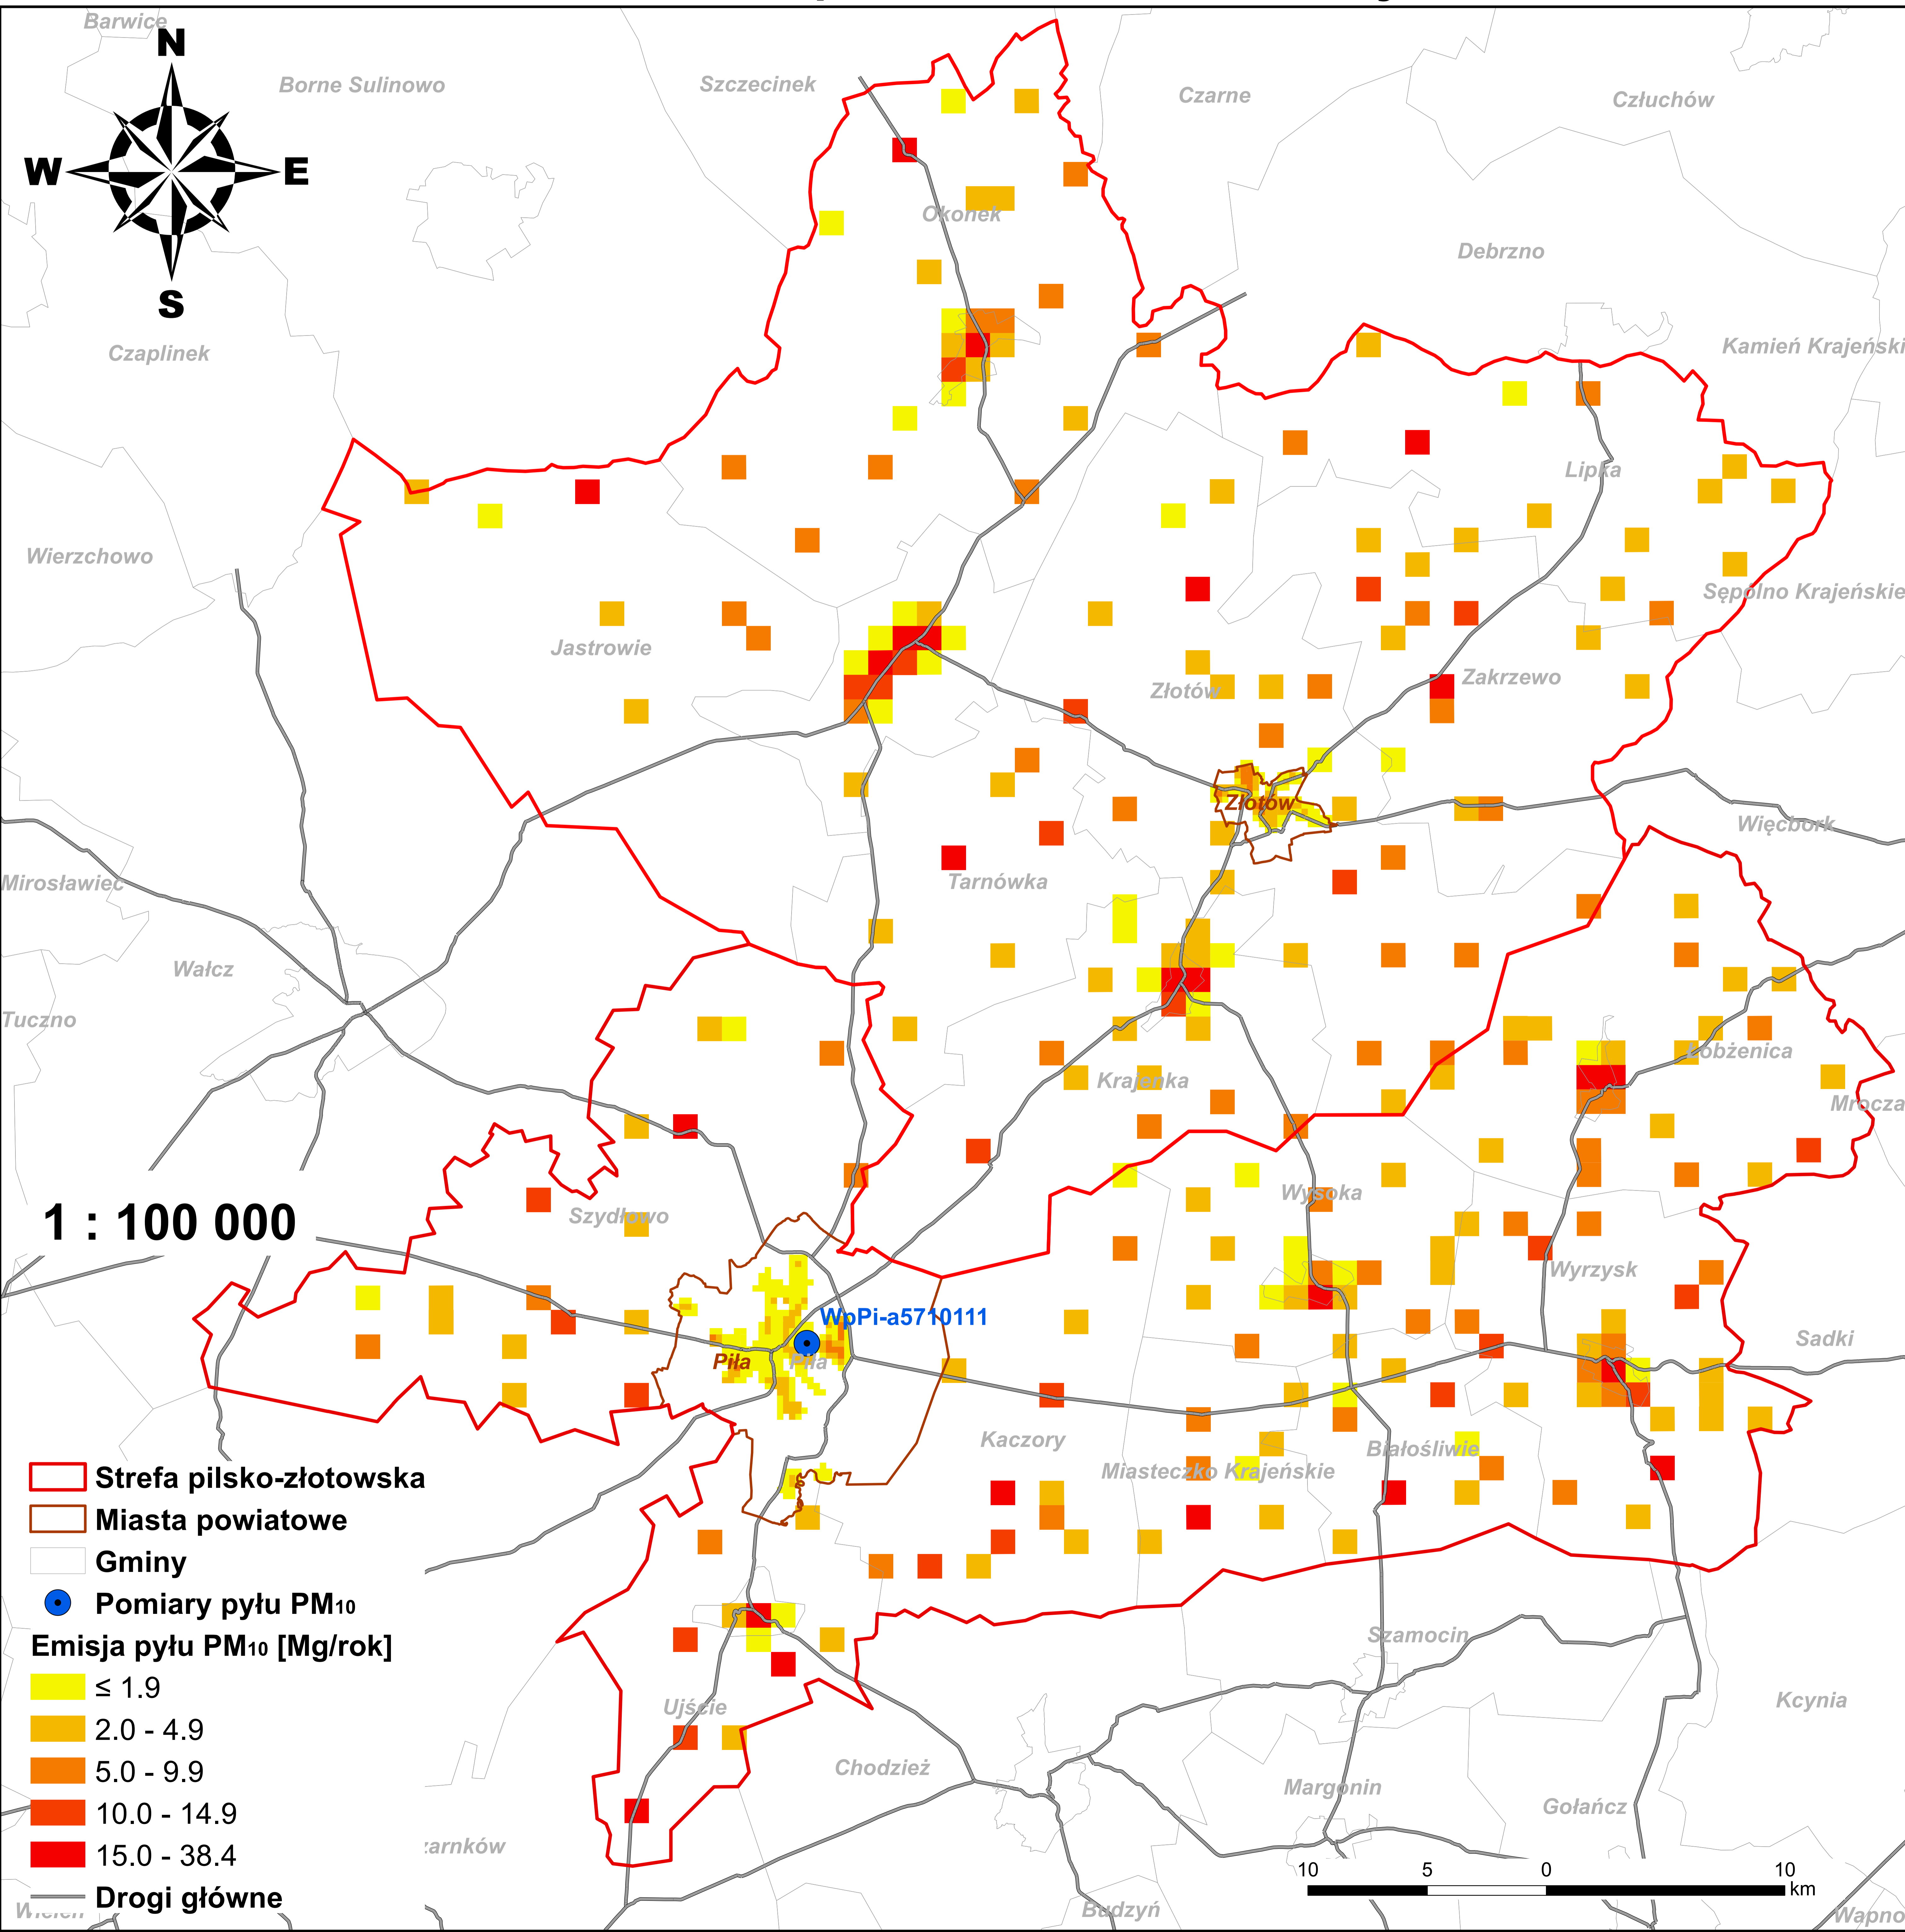 Barwice
N
Borne Sulinowo
Szczecinek
Czarne
Człuchów
W
E
Okonek
Debrzno
S
Czaplinek
Kamień Krajeński
Lipka
Wierzchowo
Sępólno Krajeńskie
Jastrowie
Złotów
Zakrzewo
Złotów
Więcbork
Mirosławiec
Tarnówka
Wałcz
Tuczno
Łobżenica
Krajenka
Mrocza
Wysoka
1 : 100 000
Szydłowo
Wyrzysk
WpPi-a5710111
Sadki
Piła
Piła
Kaczory
Białośliwie
Miasteczko Krajeńskie
Strefa pilsko-złotowska
Miasta powiatowe
Gminy
Pomiary pyłu PM10
Emisja pyłu PM10 [Mg/rok]
≤ 1.9
2.0 - 4.9
5.0 - 9.9
10.0 - 14.9
15.0 - 38.4
Drogi główne
Szamocin
Kcynia
Ujście
Chodzież
Margonin
Gołańcz
zarnków
10 5 0 10
km
Budzyń
Wapno